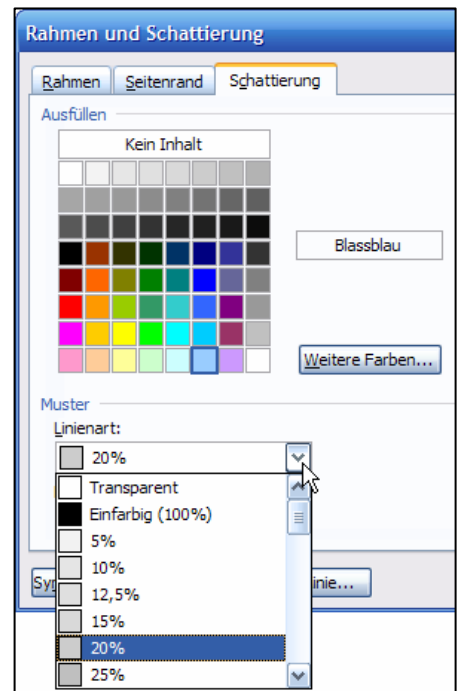 Rahmen und Schattierung
Rahmen Seitenrand Schattierung
Ausfüllen
Kein Inhalt
Blassblau
Weitere Farben...
Muster
Linienart:
20%
Transparent
Einfarbig (100%)
5%
10%
12,5%
15%
20%
25%
inie...